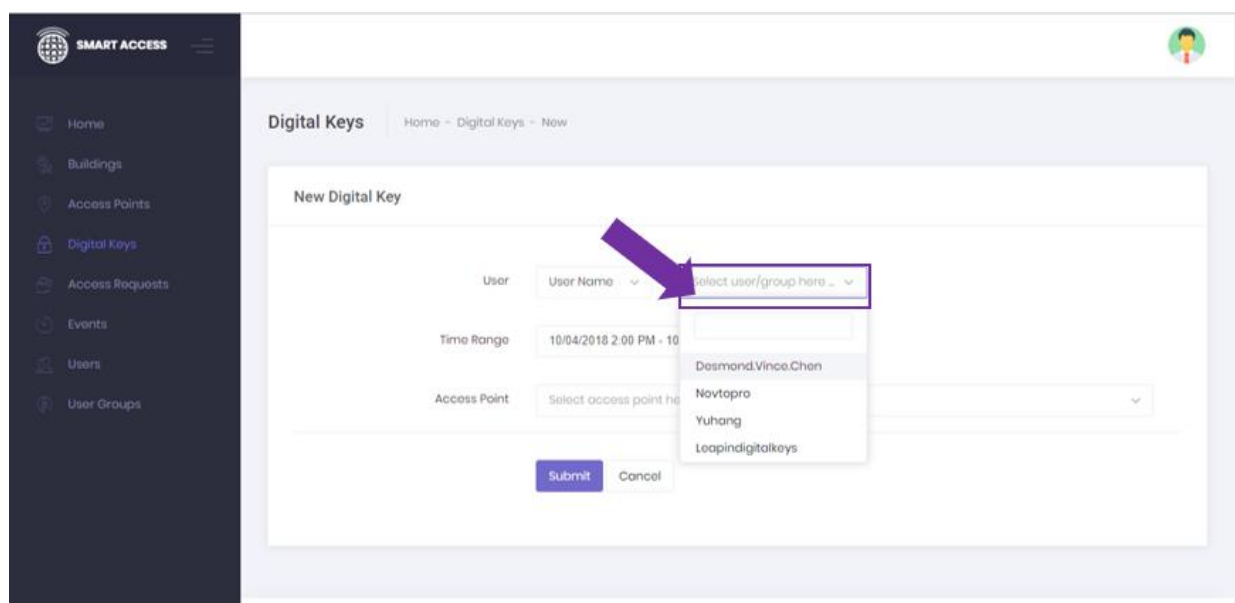 SMART ACCESS
Home
Buildings
Access Points
Digital Keys
Access Requests
Events
Users
User Groups
Digital Keys
Home - Digital Keys - New
New Digital Key
User
User Name
Select user/group here ...
Time Range
10/04/2018 2:00 PM - 10
Access Point
Select access point he
Desmond.Vince.Chen
Novtopro
Yuhang
Leapindigitalkeys
Submit
Cancel